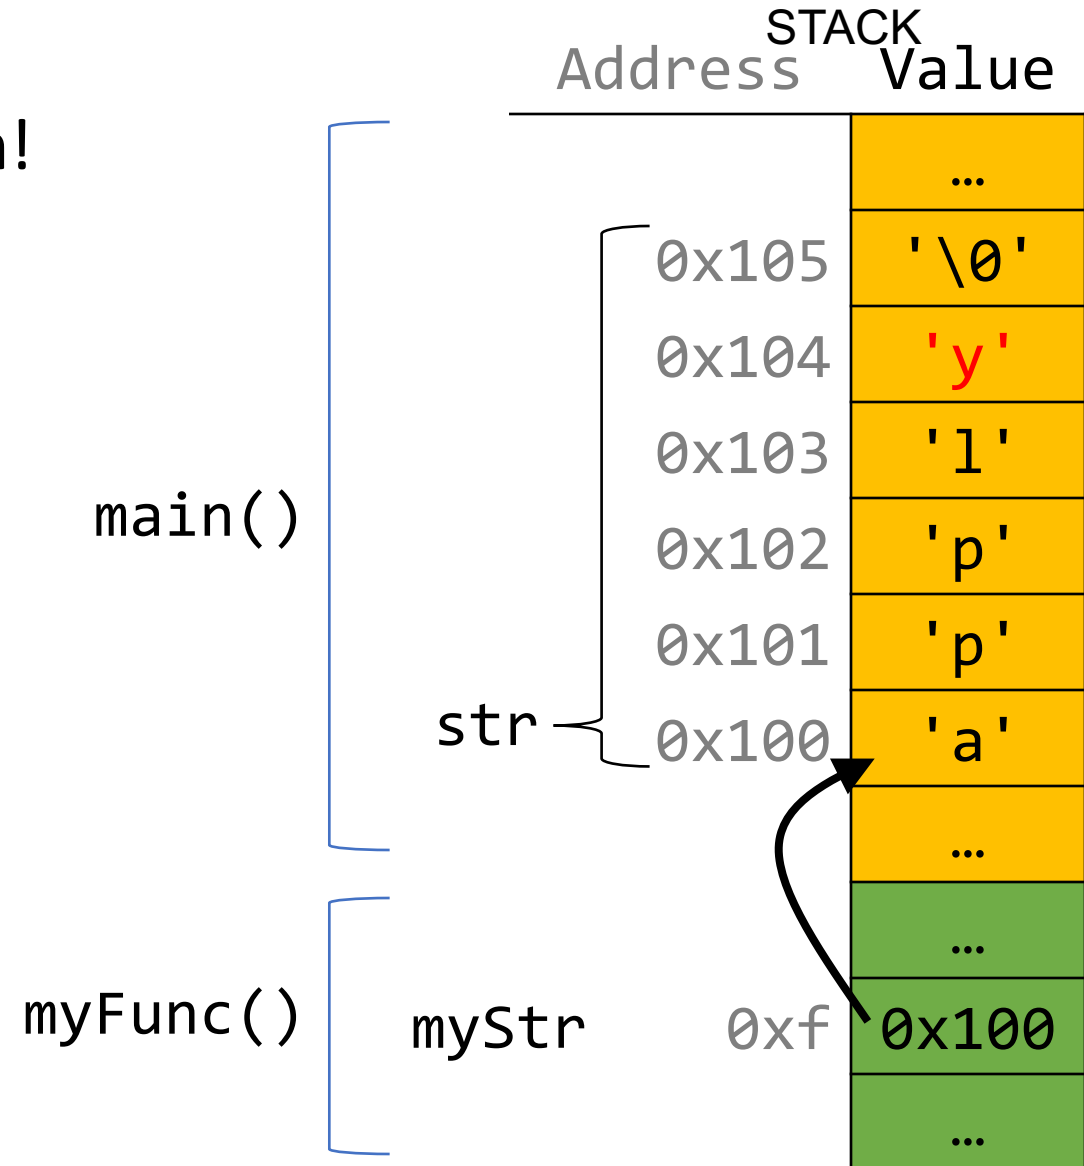 STACK
Address Value
!
…
0x105 '\0'
0x104 'y'
0x103 'l'
0x102 'p'
main()
0x101 'p'
str 0x100 'a'
…
…
myFunc() myStr 0xf 0x100
…